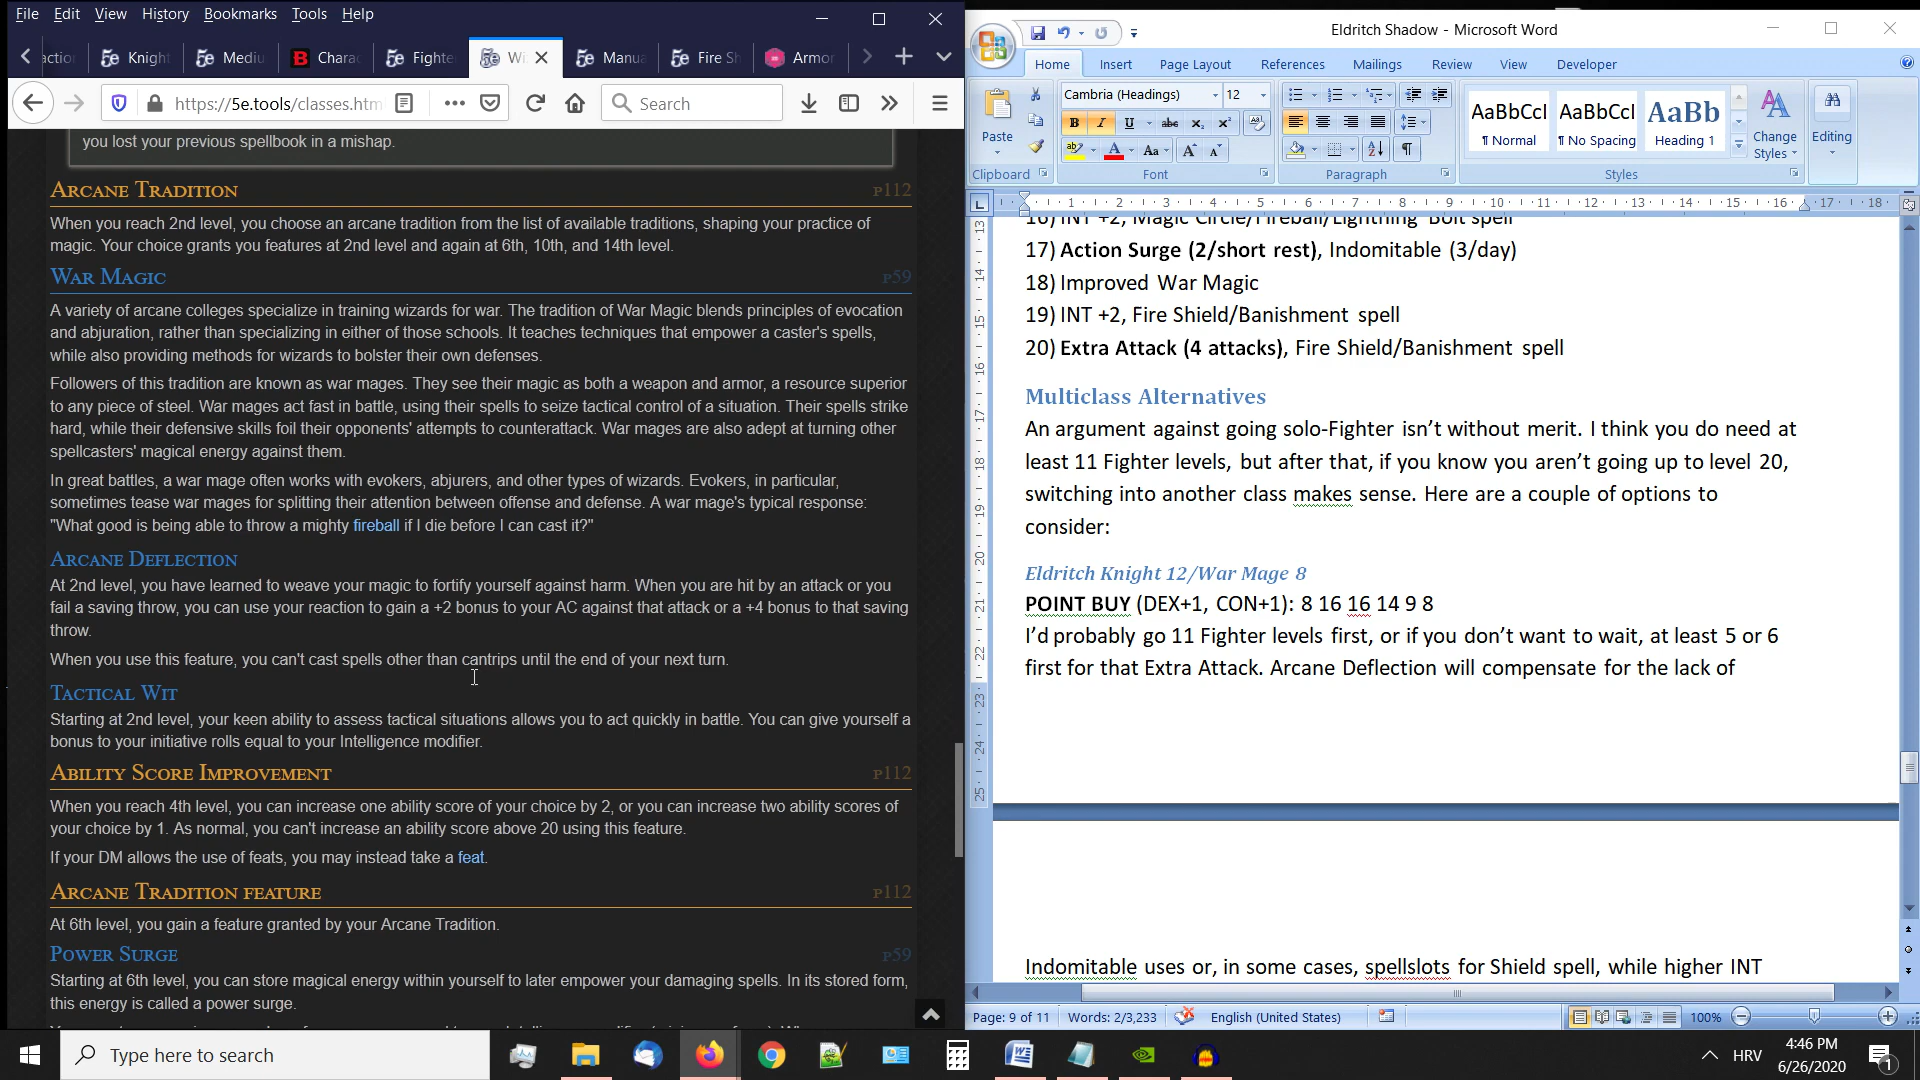 File Edit View History Bookmarks Tools Help
Knight
Mediu
Charac
Fighte
Wi
Manua
Fire Sh
Armor
https://5e.tools/classes.htm
Search
you lost your previous spellbook in a mishap.
Arcane Tradition p112
When you reach 2nd level, you choose an arcane tradition from the list of available traditions, shaping your practice of
magic. Your choice grants you features at 2nd level and again at 6th, 10th, and 14th level.
War Magic p59
A variety of arcane colleges specialize in training wizards for war. The tradition of War Magic blends principles of evocation
and abjuration, rather than specializing in either of those schools. It teaches techniques that empower a caster's spells,
while also providing methods for wizards to bolster their own defenses.
Followers of this tradition are known as war mages. They see their magic as both a weapon and armor, a resource superior
to any piece of steel. War mages act fast in battle, using their spells to seize tactical control of a situation. Their spells strike
hard, while their defensive skills foil their opponents' attempts to counterattack. War mages are also adept at turning other
spellcasters' magical energy against them.
In great battles, a war mage often works with evokers, abjurers, and other types of wizards. Evokers, in particular,
sometimes tease war mages for splitting their attention between offense and defense. A war mage's typical response:
"What good is being able to throw a mighty fireball if I die before I can cast it?"
Arcane Deflection
At 2nd level, you have learned to weave your magic to fortify yourself against harm. When you are hit by an attack or you
fail a saving throw, you can use your reaction to gain a +2 bonus to your AC against that attack or a +4 bonus to that saving
throw.
When you use this feature, you can't cast spells other than cantrips until the end of your next turn.
Tactical Wit
Starting at 2nd level, your keen ability to assess tactical situations allows you to act quickly in battle. You can give yourself a
bonus to your initiative rolls equal to your Intelligence modifier.
Ability Score Improvement p112
When you reach 4th level, you can increase one ability score of your choice by 2, or you can increase two ability scores of
your choice by 1. As normal, you can't increase an ability score above 20 using this feature.
If your DM allows the use of feats, you may instead take a feat.
Arcane Tradition feature p112
At 6th level, you gain a feature granted by your Arcane Tradition.
Power Surge p59
Starting at 6th level, you can store magical energy within yourself to later empower your damaging spells. In its stored form,
this energy is called a power surge.
Eldritch Shadow - Microsoft Word
Home Insert Page Layout References Mailings Review View Developer
Cambria (Headings) 12
Paste
AaBbCcI AaBbCcI AaBb
¶ Normal ¶ No Spacing Heading 1
Change Styles
Editing
Clipboard Font Paragraph Styles
16) INT +2, Magic Circle/Fireball/Lightning Bolt spell
17) Action Surge (2/short rest), Indomitable (3/day)
18) Improved War Magic
19) INT +2, Fire Shield/Banishment spell
20) Extra Attack (4 attacks), Fire Shield/Banishment spell
Multiclass Alternatives
An argument against going solo-Fighter isn't without merit. I think you do need at
least 11 Fighter levels, but after that, if you know you aren't going up to level 20,
switching into another class makes sense. Here are a couple of options to
consider:
Eldritch Knight 12/War Mage 8
POINT BUY (DEX+1, CON+1): 8 16 16 14 9 8
I'd probably go 11 Fighter levels first, or if you don't want to wait, at least 5 or 6
first for that Extra Attack. Arcane Deflection will compensate for the lack of
Indomitable uses or, in some cases, spellslots for Shield spell, while higher INT
Page: 9 of 11 Words: 2/3,233 English (United States) 100%
Type here to search
HRV
4:46 PM
6/26/2020
1